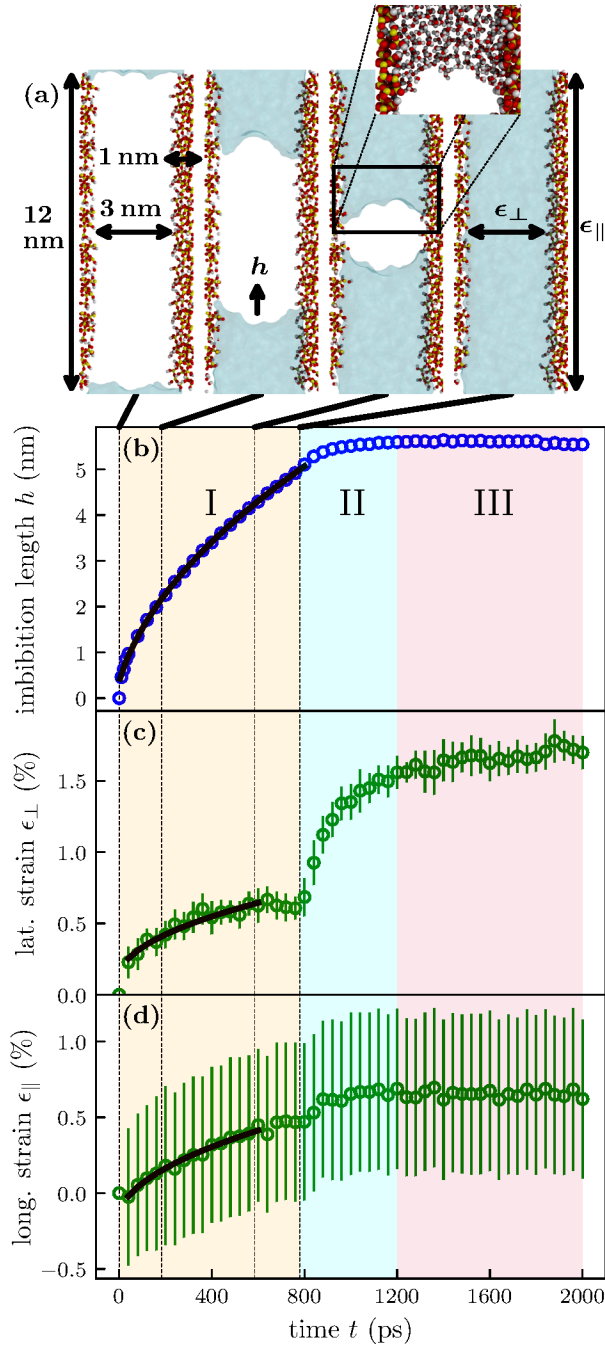 (a)
1 nm
12
nm
3 nm
h
ϵ⊥
ϵ∥
(b)
I
II
III
imbibition length h (nm)
5
4
3
2
1
0
(c)
lat. strain ϵ⊥ (%)
1.5
1.0
0.5
0.0
(d)
long. strain ϵ∥ (%)
1.0
0.5
0.0
−0.5
0
400
800
1200
1600
2000
time t (ps)